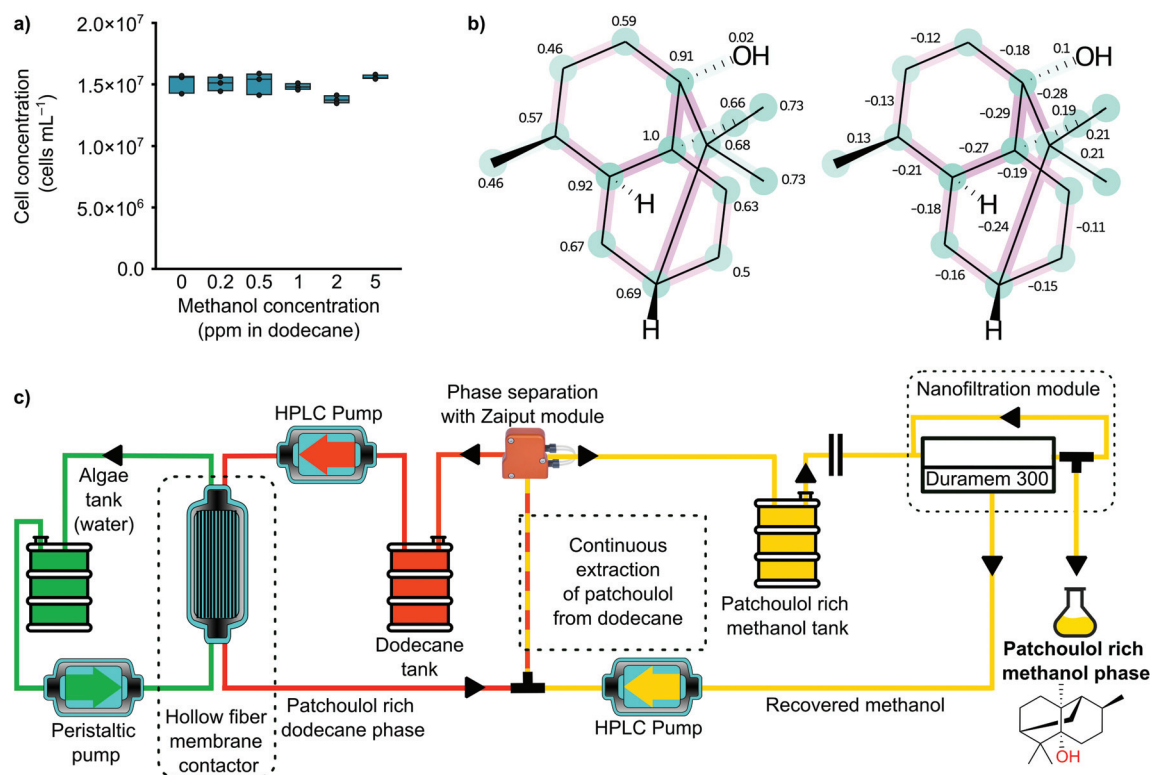 a)
2.0×10⁷
1.5×10⁷
1.0×10⁷
5.0×10⁶
0.0
Cell concentration
(cells mL⁻¹)
0 0.2 0.5 1 2 5
Methanol concentration
(ppm in dodecane)
b)
0.59
0.02
OH
0.46
0.91
0.66
0.73
0.57
1.0
0.68
0.46
0.92
0.73
H
0.63
0.67
0.5
0.69
H
−0.12
−0.18
0.1
OH
−0.28
−0.13
−0.29
0.19
0.21
0.13
−0.27
0.21
−0.21
−0.19
−0.18
H
−0.24
−0.11
−0.16
−0.15
H
c)
HPLC Pump
Phase separation
with Zaiput module
Nanofiltration module
Algae
tank
(water)
Duramem 300
Continuous
extraction
of patchoulol
from dodecane
Dodecane
tank
Patchoulol rich
methanol tank
Patchoulol rich
methanol phase
Peristaltic
pump
Hollow fiber
membrane
contactor
Patchoulol rich
dodecane phase
HPLC Pump
Recovered methanol
OH